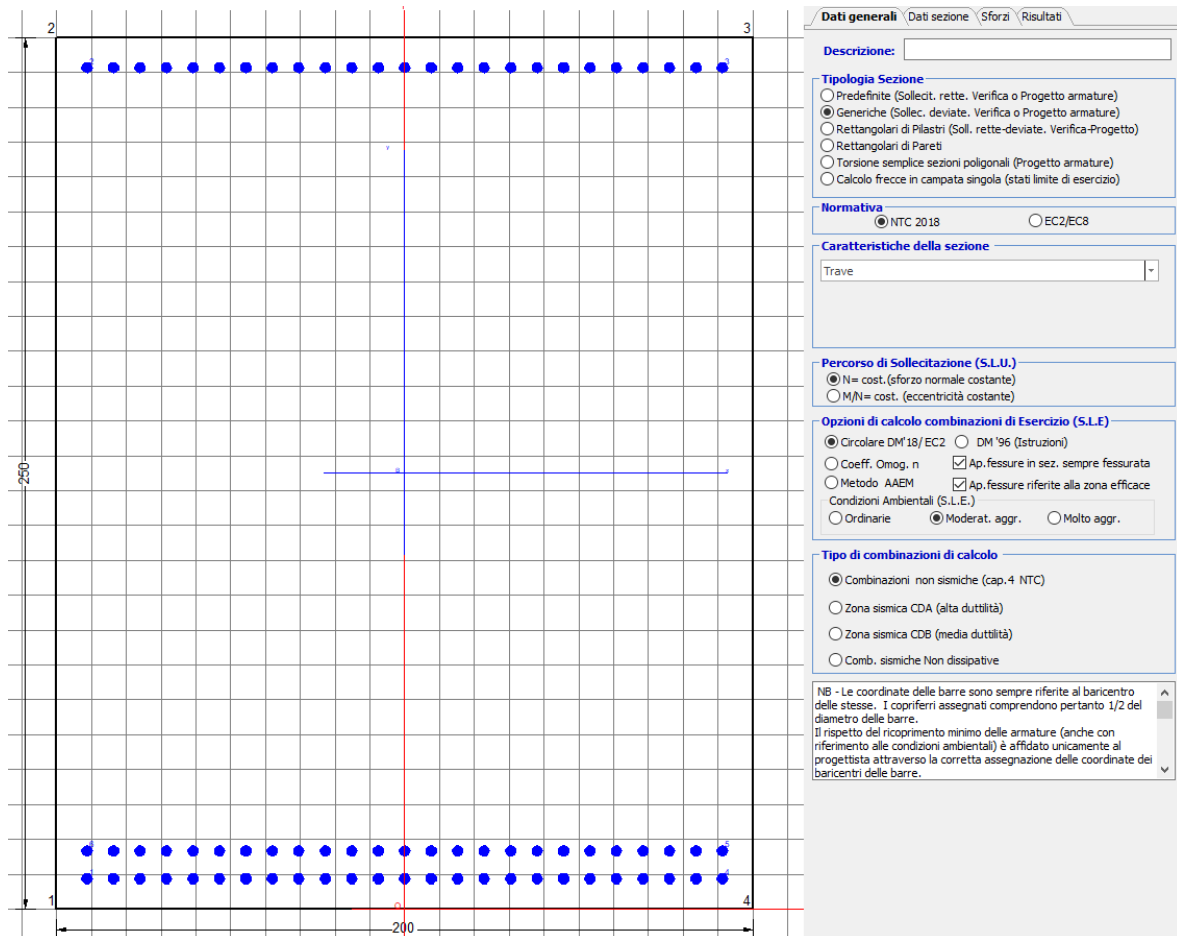 2
3
2
3
Y
250
6
5
4
1
4
O
200
Dati generali
Dati sezione
Sforzi
Risultati
Descrizione:
Tipologia Sezione
Predefinite (Sollecit. rette. Verifica o Progetto armature)
Generiche (Sollec. deviate. Verifica o Progetto armature)
Rettangolari di Pilastri (Soll. rette-deviate. Verifica-Progetto)
Rettangolari di Pareti
Torsione semplice sezioni poligonali (Progetto armature)
Calcolo frecce in campata singola (stati limite di esercizio)
Normativa
NTC 2018
EC2/EC8
Caratteristiche della sezione
Trave
Percorso di Sollecitazione (S.L.U.)
N= cost.(sforzo normale costante)
M/N= cost. (eccentricità costante)
Opzioni di calcolo combinazioni di Esercizio (S.L.E)
Circolare DM'18/ EC2
DM '96 (Istruzioni)
Coeff. Omog. n
Ap.fessure in sez. sempre fessurata
Metodo AAEM
Ap.fessure riferite alla zona efficace
Condizioni Ambientali (S.L.E.)
Ordinarie
Moderat. aggr.
Molto aggr.
Tipo di combinazioni di calcolo
Combinazioni non sismiche (cap.4 NTC)
Zona sismica CDA (alta duttilità)
Zona sismica CDB (media duttilità)
Comb. sismiche Non dissipative
NB - Le coordinate delle barre sono sempre riferite al baricentro
delle stesse. I copriferri assegnati comprendono pertanto 1/2 del
diametro delle barre.
Il rispetto del ricoprimento minimo delle armature (anche con
riferimento alle condizioni ambientali) è affidato unicamente al
progettista attraverso la corretta assegnazione delle coordinate dei
baricentri delle barre.